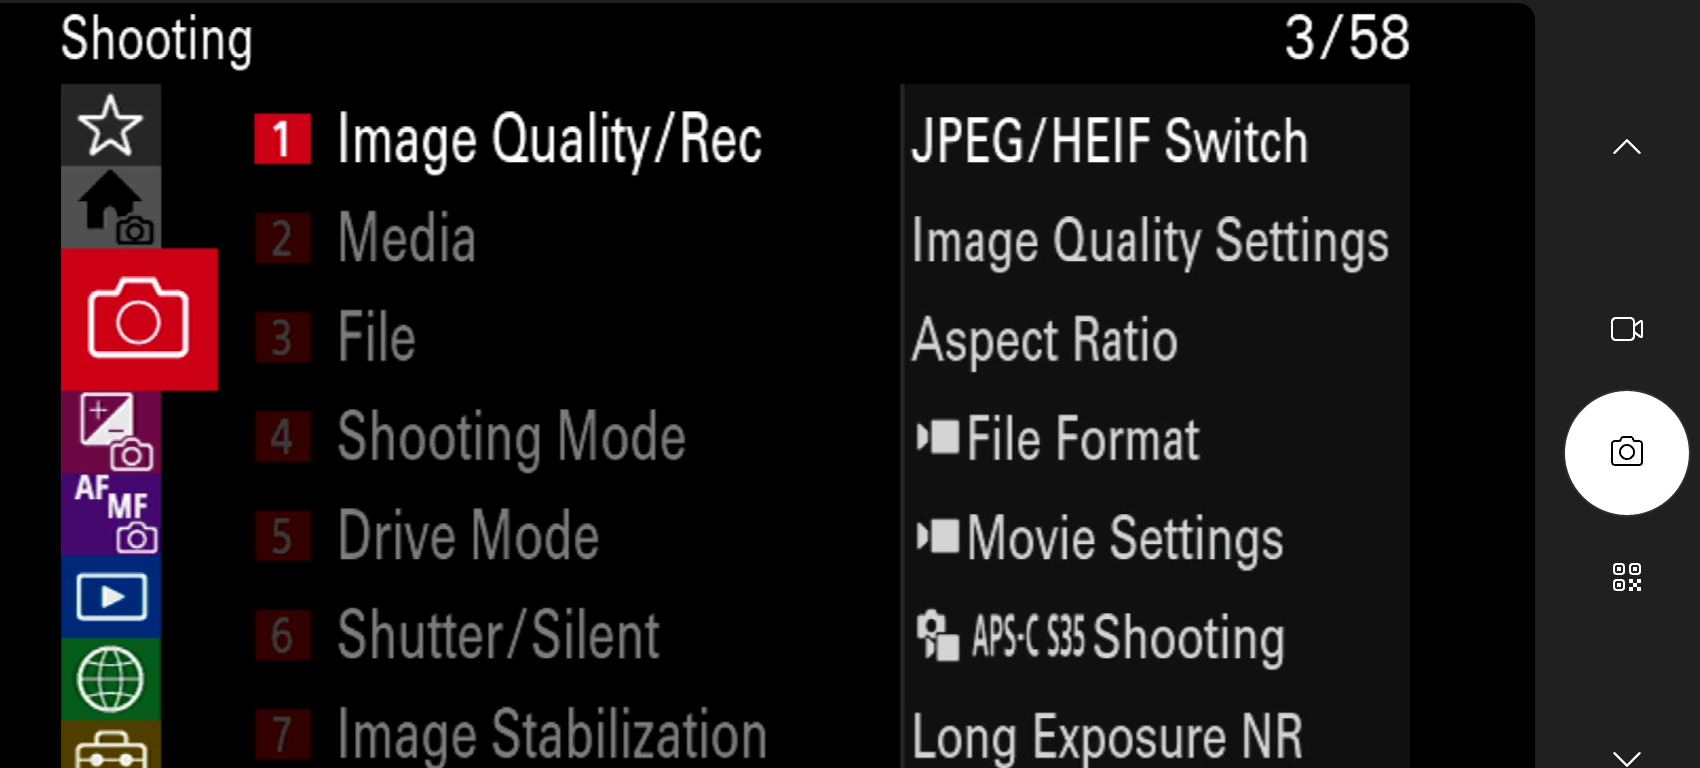 Shooting
3/58
1 Image Quality/Rec
2 Media
3 File
4 Shooting Mode
5 Drive Mode
6 Shutter/Silent
7 Image Stabilization
AF MF
JPEG/HEIF Switch
Image Quality Settings
Aspect Ratio
File Format
Movie Settings
APS-C S35 Shooting
Long Exposure NR